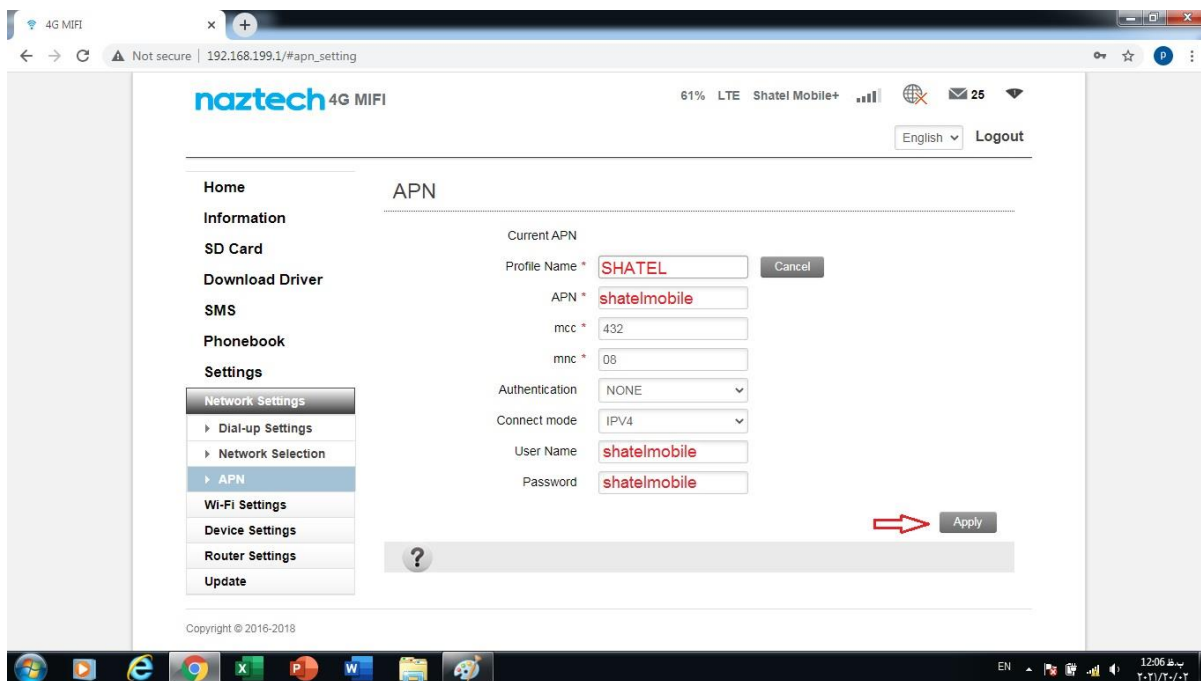 4G MIFI
Not secure | 192.168.199.1/#apn_setting
P
naztech 4G MIFI 61% LTE Shatel Mobile+ 25
English Logout
Home
Information
SD Card
Download Driver
SMS
Phonebook
Settings
Network Settings
Dial-up Settings
Network Selection
APN
Wi-Fi Settings
Device Settings
Router Settings
Update
APN
Current APN
Profile Name * SHATEL Cancel
APN * shatelmobile
mcc * 432
mnc * 08
Authentication NONE
Connect mode IPV4
User Name shatelmobile
Password shatelmobile
Apply
?
Copyright © 2016-2018
EN 12:06 ب.ظ